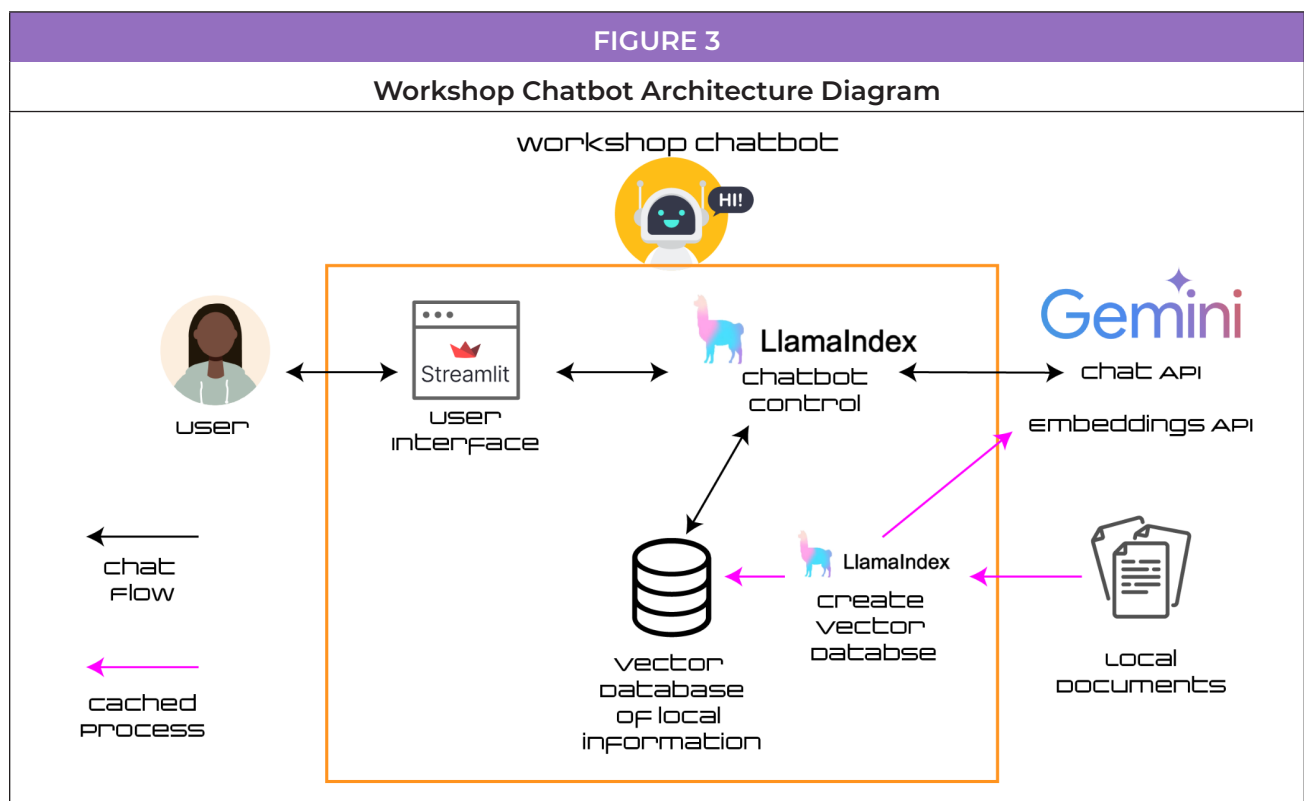 FIGURE 3
Workshop Chatbot Architecture Diagram
workshop chatbot
HI!
Streamlit
LlamaIndex
Gemini
user
user
interface
chatbot
control
chat API
Embeddings API
chat
flow
LlamaIndex
cached
process
vector
database
of local
information
create
vector
databse
local
documents